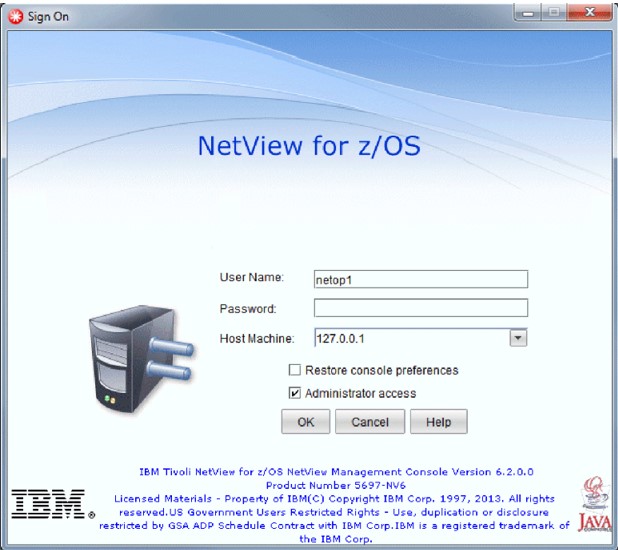 Sign On
NetView for z/OS
User Name:
netop1
Password:
Host Machine:
127.0.0.1
Restore console preferences
Administrator access
OK
Cancel
Help
IBM Tivoli NetView for z/OS NetView Management Console Version 6.2.0.0
Product Number 5697-NV6
Licensed Materials - Property of IBM(C) Copyright IBM Corp. 1997, 2013. All rights
reserved.US Government Users Restricted Rights - Use, duplication or disclosure
restricted by GSA ADP Schedule Contract with IBM Corp.IBM is a registered trademark of
the IBM Corp.
IBM®
JAVA